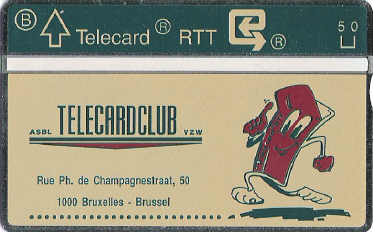 B Telecard ® RTT ® 50
TELECARDCLUB
ASBL VZW
Rue Ph. de Champagnestraat, 50
1000 Bruxelles - Brussel